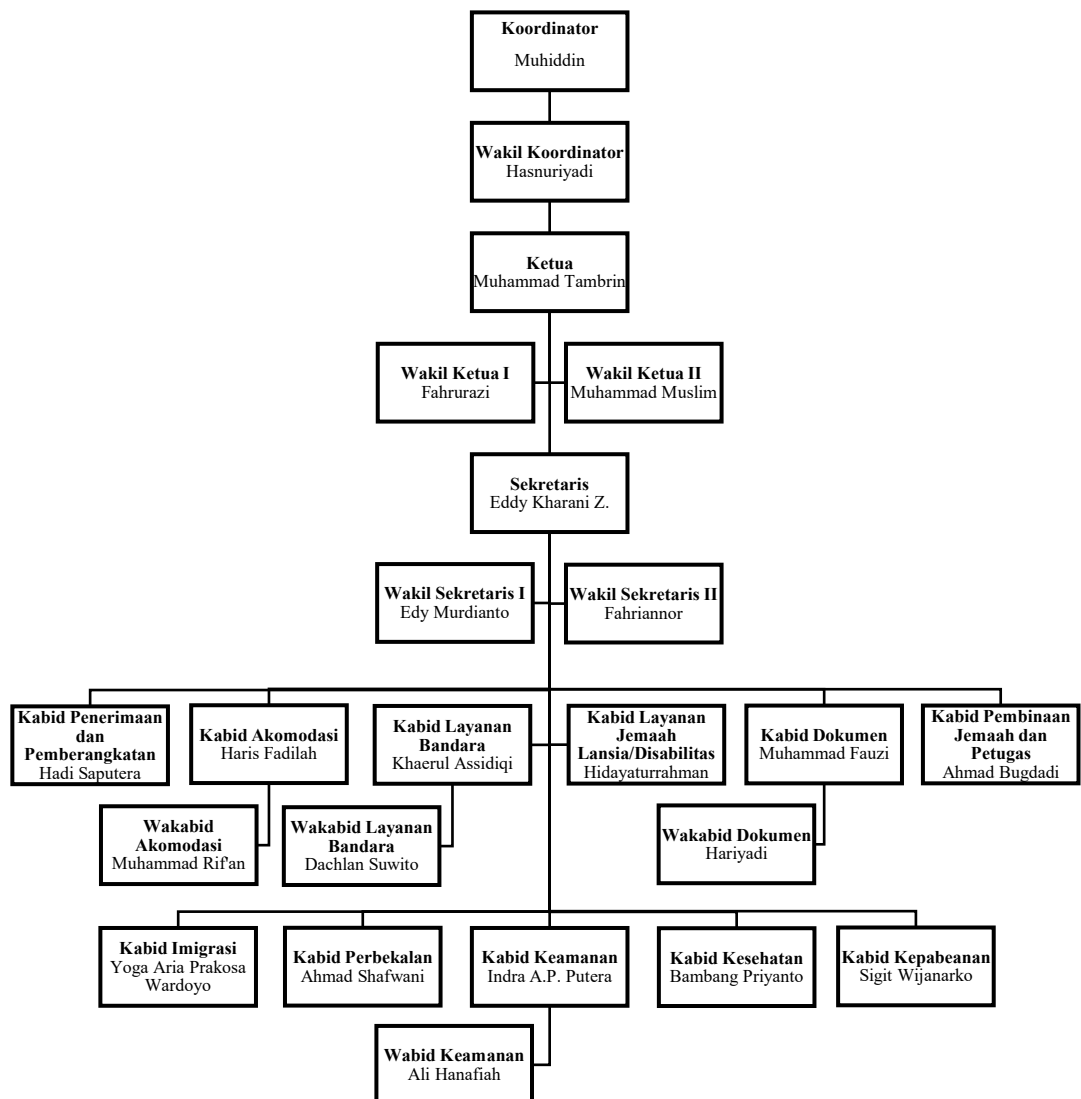 Koordinator
Muhiddin
Wakil Koordinator
Hasnuriyadi
Ketua
Muhammad Tambrin
Wakil Ketua I
Fahrurazi
Wakil Ketua II
Muhammad Muslim
Sekretaris
Eddy Kharani Z.
Wakil Sekretaris I
Edy Murdianto
Wakil Sekretaris II
Fahriannor
Kabid Penerimaan
dan
Pemberangkatan
Hadi Saputera
Kabid Akomodasi
Haris Fadilah
Kabid Layanan
Bandara
Khaerul Assidiqi
Kabid Layanan
Jemaah
Lansia/Disabilitas
Hidayaturrahman
Kabid Dokumen
Muhammad Fauzi
Kabid Pembinaan
Jemaah dan
Petugas
Ahmad Bugdadi
Wakabid
Akomodasi
Muhammad Rif'an
Wakabid Layanan
Bandara
Dachlan Suwito
Wakabid Dokumen
Hariyadi
Kabid Imigrasi
Yoga Aria Prakosa
Wardoyo
Kabid Perbekalan
Ahmad Shafwani
Kabid Keamanan
Indra A.P. Putera
Kabid Kesehatan
Bambang Priyanto
Kabid Kepabeanan
Sigit Wijanarko
Wabid Keamanan
Ali Hanafiah